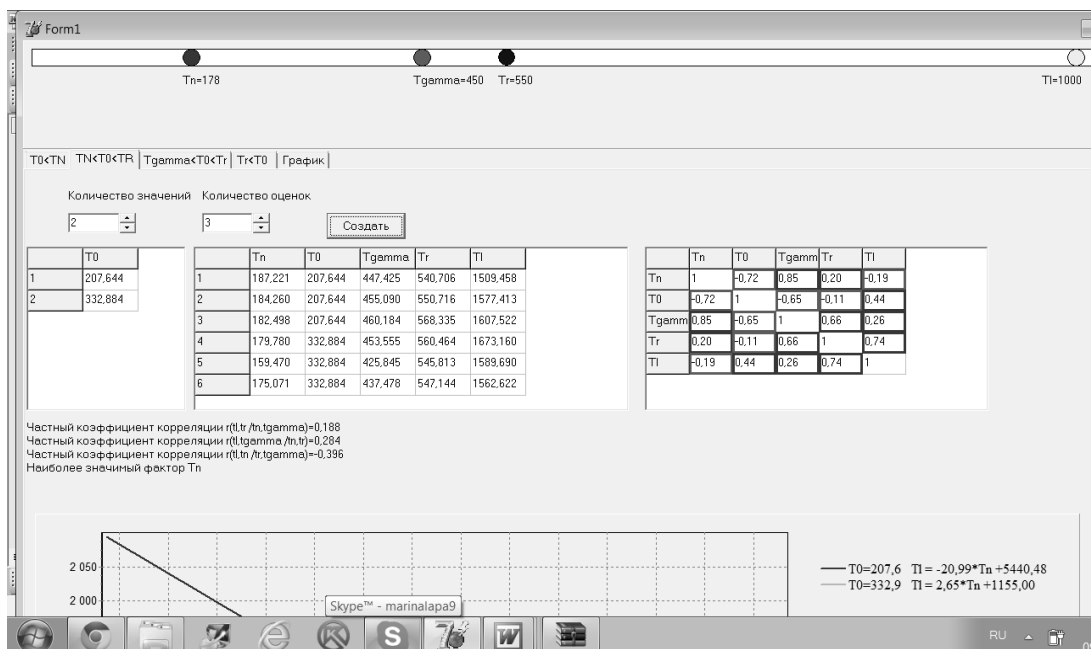 Form1
Tn=178 Tgamma=450 Tr=550 Tl=1000
T0<TN TN<T0<TR Tgamma<T0<Tr Tr<T0 График
Количество значений Количество оценок
2 3 Создать
T0
1 207,644
2 332,884
Tn T0 Tgamma Tr Tl
1 187,221 207,644 447,425 540,706 1509,458
2 184,260 207,644 455,090 550,716 1577,413
3 182,498 207,644 460,184 568,335 1607,522
4 179,780 332,884 453,555 560,464 1673,160
5 159,470 332,884 425,845 545,813 1589,690
6 175,071 332,884 437,478 547,144 1562,622
Tn T0 Tgamm Tr Tl
Tn 1 -0,72 0,85 0,20 -0,19
T0 -0,72 1 -0,65 -0,11 0,44
Tgamm 0,85 -0,65 1 0,66 0,26
Tr 0,20 -0,11 0,66 1 0,74
Tl -0,19 0,44 0,26 0,74 1
Частный коэффициент корреляции r(tl,tr /tn,tgamma)=0,188
Частный коэффициент корреляции r(tl,tgamma /tn,tr)=0,284
Частный коэффициент корреляции r(tl,tn /tr,tgamma)=-0,396
Наиболее значимый фактор Tn
2 050
2 000
T0=207,6 Tl = -20,99*Tn +5440,48
T0=332,9 Tl = 2,65*Tn +1155,00
Skype™ - marinalapa9
RU